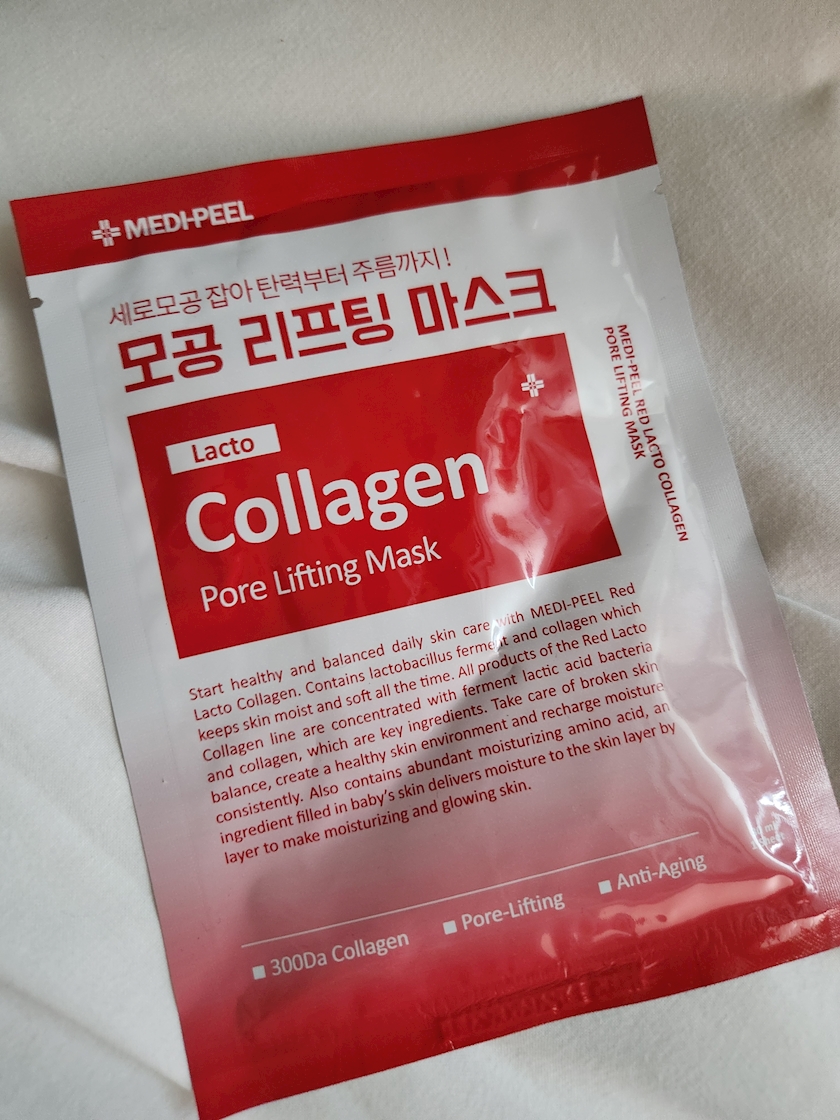 MEDI-PEEL
세로모공 잡아 탄력부터 주름까지!
모공 리프팅 마스크
Lacto
Collagen
Pore Lifting Mask
MEDI-PEEL RED LACTO COLLAGEN
PORE LIFTING MASK
Start healthy and balanced daily skin care with MEDI-PEEL Red
Lacto Collagen. Contains lactobacillus ferment and collagen which
keeps skin moist and soft all the time. All products of the Red Lacto
Collagen line are concentrated with ferment lactic acid bacteria
and collagen, which are key ingredients. Take care of broken skin
balance, create a healthy skin environment and recharge moisture
consistently. Also contains abundant moisturizing amino acid, an
ingredient filled in baby's skin delivers moisture to the skin layer by
layer to make moisturizing and glowing skin.
300Da Collagen
Pore-Lifting
Anti-Aging